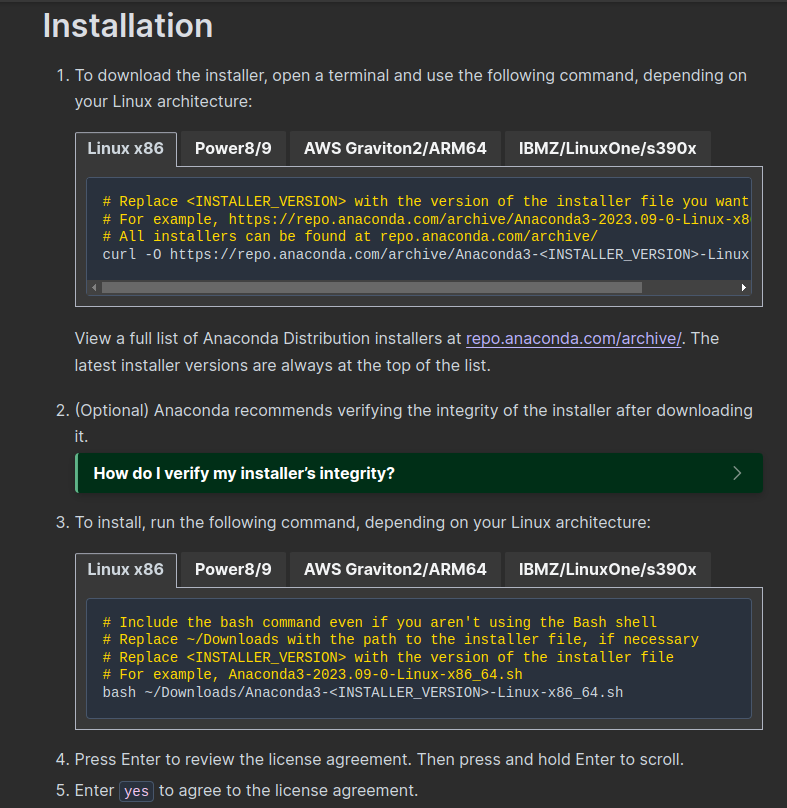 Installation
1. To download the installer, open a terminal and use the following command, depending on
your Linux architecture:
Linux x86 Power8/9 AWS Graviton2/ARM64 IBMZ/LinuxOne/s390x
# Replace <INSTALLER_VERSION> with the version of the installer file you want
# For example, https://repo.anaconda.com/archive/Anaconda3-2023.09-0-Linux-x8
# All installers can be found at repo.anaconda.com/archive/
curl -O https://repo.anaconda.com/archive/Anaconda3-<INSTALLER_VERSION>-Linux
View a full list of Anaconda Distribution installers at repo.anaconda.com/archive/. The
latest installer versions are always at the top of the list.
2. (Optional) Anaconda recommends verifying the integrity of the installer after downloading
it.
How do I verify my installer’s integrity?
3. To install, run the following command, depending on your Linux architecture:
Linux x86 Power8/9 AWS Graviton2/ARM64 IBMZ/LinuxOne/s390x
# Include the bash command even if you aren't using the Bash shell
# Replace ~/Downloads with the path to the installer file, if necessary
# Replace <INSTALLER_VERSION> with the version of the installer file
# For example, Anaconda3-2023.09-0-Linux-x86_64.sh
bash ~/Downloads/Anaconda3-<INSTALLER_VERSION>-Linux-x86_64.sh
4. Press Enter to review the license agreement. Then press and hold Enter to scroll.
5. Enter yes to agree to the license agreement.